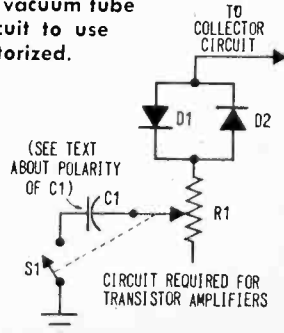 vacuum tube
cuit to use
torized.
TO
COLLECTOR
CIRCUIT
D1
D2
(SEE TEXT
ABOUT POLARITY
OF C1)
C1
R1
S1
CIRCUIT REQUIRED FOR
TRANSISTOR AMPLIFIERS